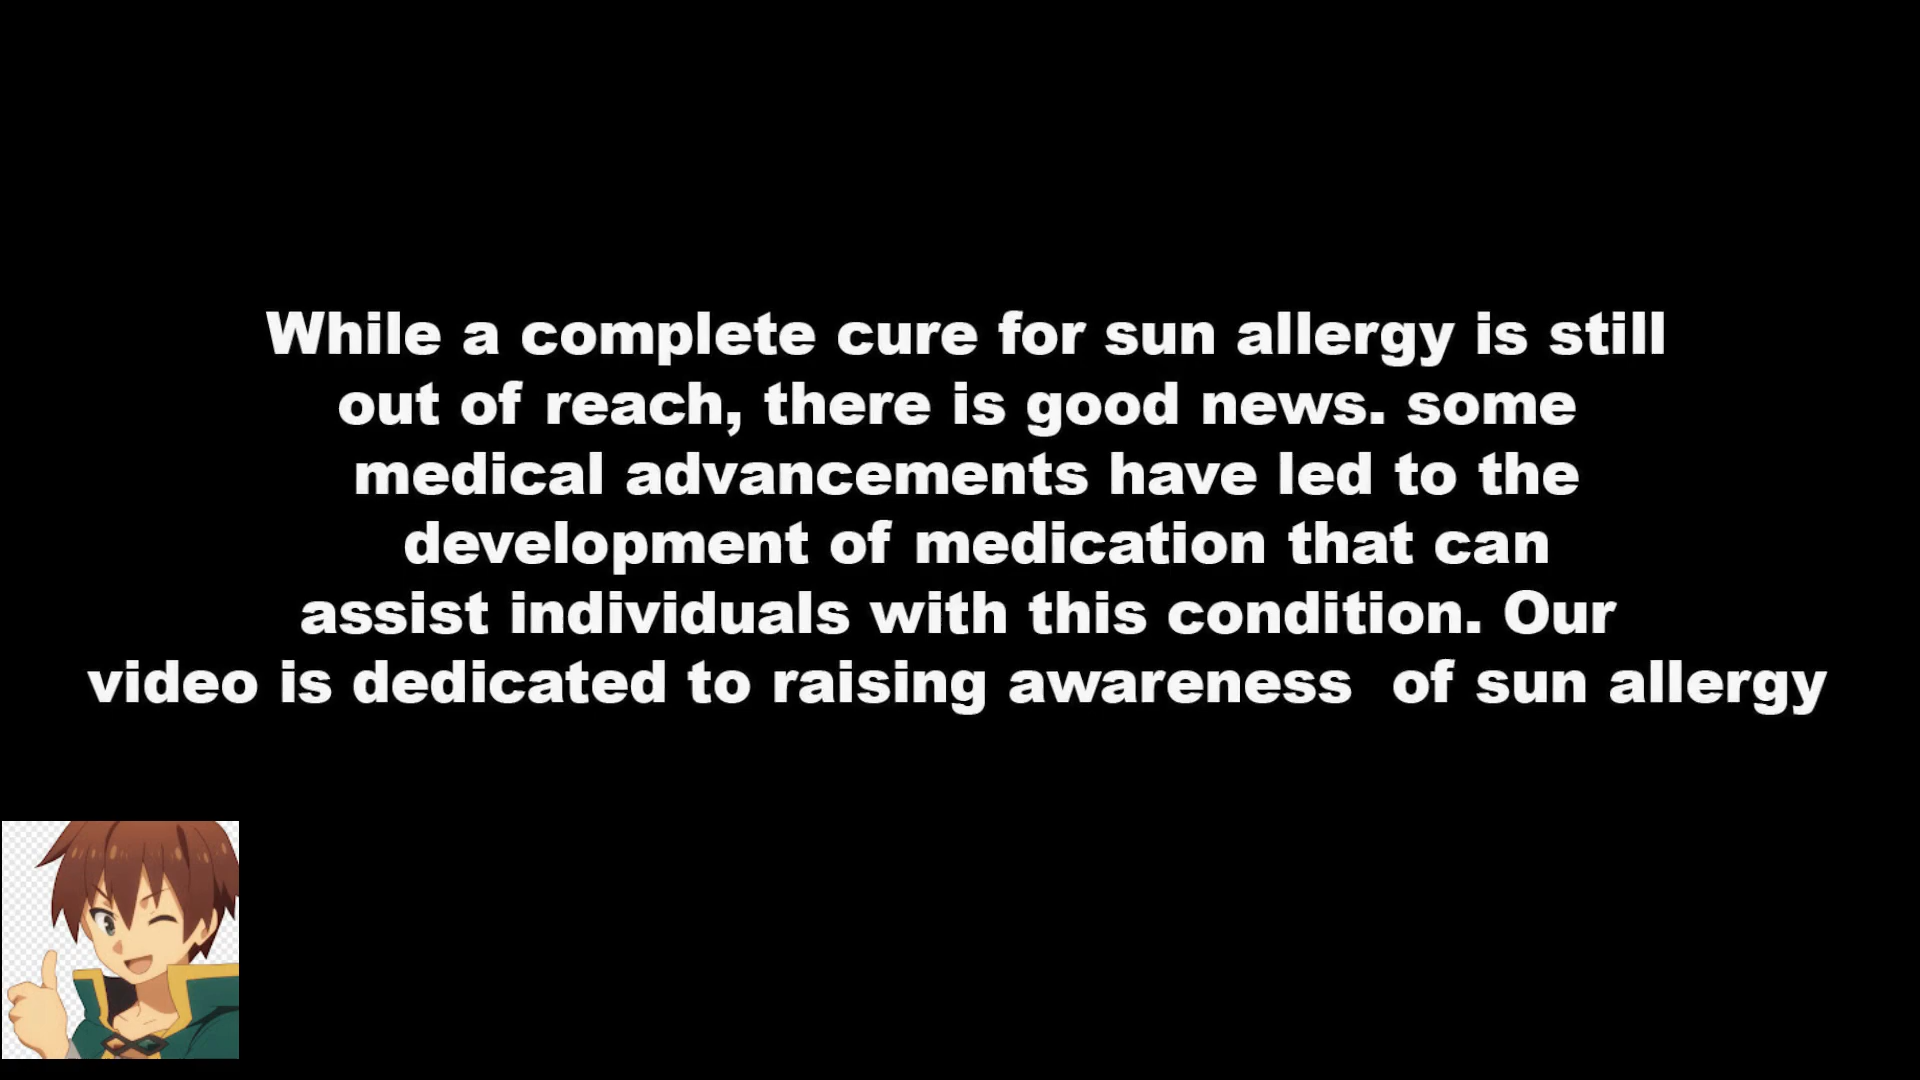 While a complete cure for sun allergy is still
out of reach, there is good news. some
medical advancements have led to the
development of medication that can
assist individuals with this condition. Our
video is dedicated to raising awareness  of sun allergy